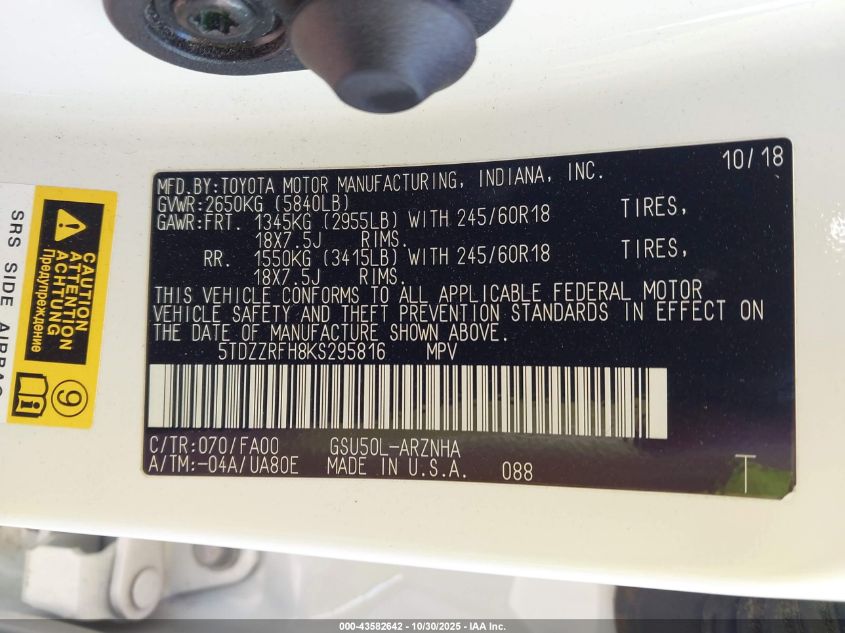 10/18
MFD.BY:TOYOTA MOTOR MANUFACTURING, INDIANA, INC.
GVWR:2650KG (5840LB)
GAWR:FRT. 1345KG (2955LB) WITH 245/60R18 TIRES,
18X7.5J RIMS.
RR. 1550KG (3415LB) WITH 245/60R18 TIRES,
18X7.5J RIMS.
THIS VEHICLE CONFORMS TO ALL APPLICABLE FEDERAL MOTOR
VEHICLE SAFETY AND THEFT PREVENTION STANDARDS IN EFFECT ON
THE DATE OF MANUFACTURE SHOWN ABOVE.
5TDZZRFH8KS295816 MPV
C/TR:070/FA00 GSU50L-ARZNHA
A/TM:-04A/UA80E MADE IN U.S.A. 088
T
SRS SIDE AIRBAG
CAUTION
ATTENTION
ACHTUNG
Предупреждение
9
000-43582642 - 10/30/2025 - IAA Inc.